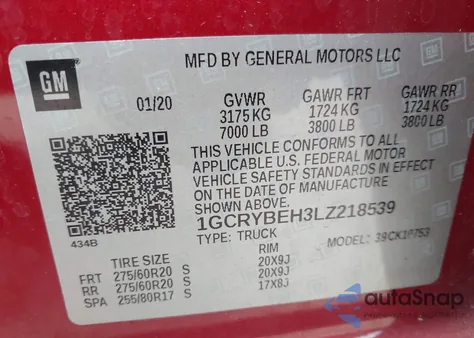 GM
MFD BY GENERAL MOTORS LLC
01/20 GVWR GAWR FRT GAWR RR
3175 KG 1724 KG 1724 KG
7000 LB 3800 LB 3800 LB
THIS VEHICLE CONFORMS TO ALL
APPLICABLE U.S. FEDERAL MOTOR
VEHICLE SAFETY STANDARDS IN EFFECT
ON THE DATE OF MANUFACTURE
SHOWN ABOVE.
1GCRYBEH3LZ218539
434B
TYPE: TRUCK MODEL:
TIRE SIZE RIM
FRT 275/60R20 S 20X9J
RR 275/60R20 S 20X9J
SPA 255/80R17 S 17X8J
autoSnap